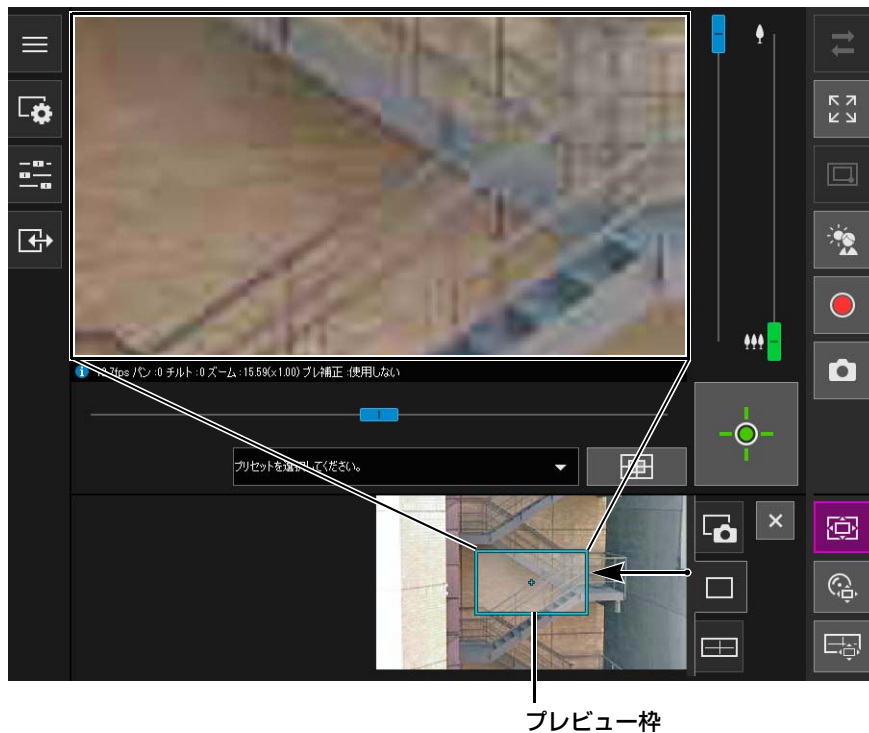 fps パン :0 チルト : 0 ズーム : 15.59(x1.00) ブレ補正 :使用しない
プリセットを選択してください。
プレビュー枠